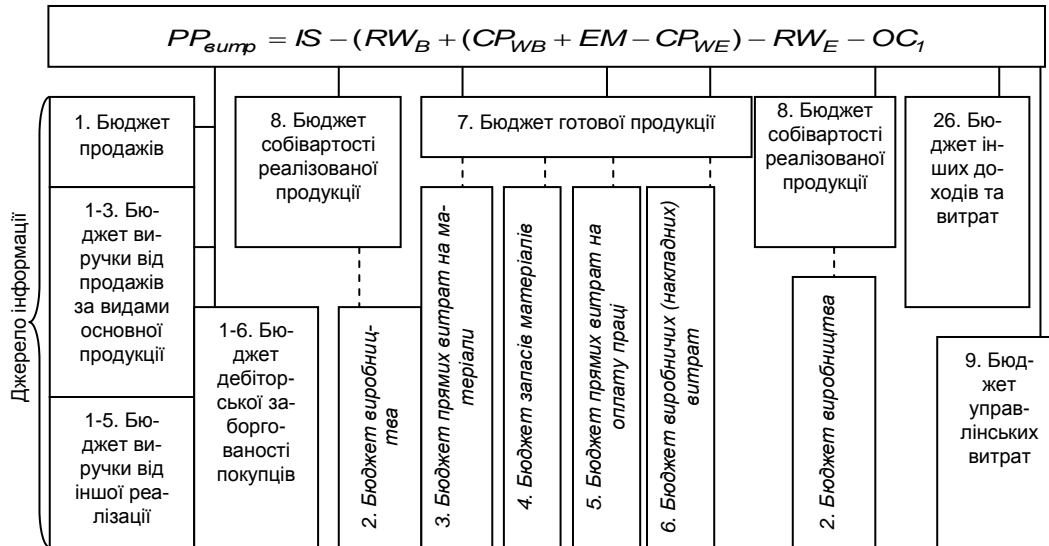 PPвитр = IS – (RWB + (CPWB + EM – CPWE) – RWE – OC1
Джерело інформації
1. Бюджет
продажів
1-3. Бю-
джет ви-
ручки від
продажів
за видами
основної
продукції
1-5. Бю-
джет ви-
ручки від
іншої реа-
лізації
1-6. Бю-
джет
дебітор-
ської за-
борго-
ваності
покупців
8. Бюджет
собівартості
реалізованої
продукції
2. Бюджет виробниц-
тва
7. Бюджет готової продукції
3. Бюджет прямих витрат на ма-
теріали
4. Бюджет запасів матеріалів
5. Бюджет прямих витрат на
оплату праці
6. Бюджет виробничих (накладних)
витрат
8. Бюджет
собівартості
реалізованої
продукції
2. Бюджет виробництва
26. Бю-
джет ін-
ших до-
ходів та
витрат
9. Бюд-
жет
управ-
лінських
витрат